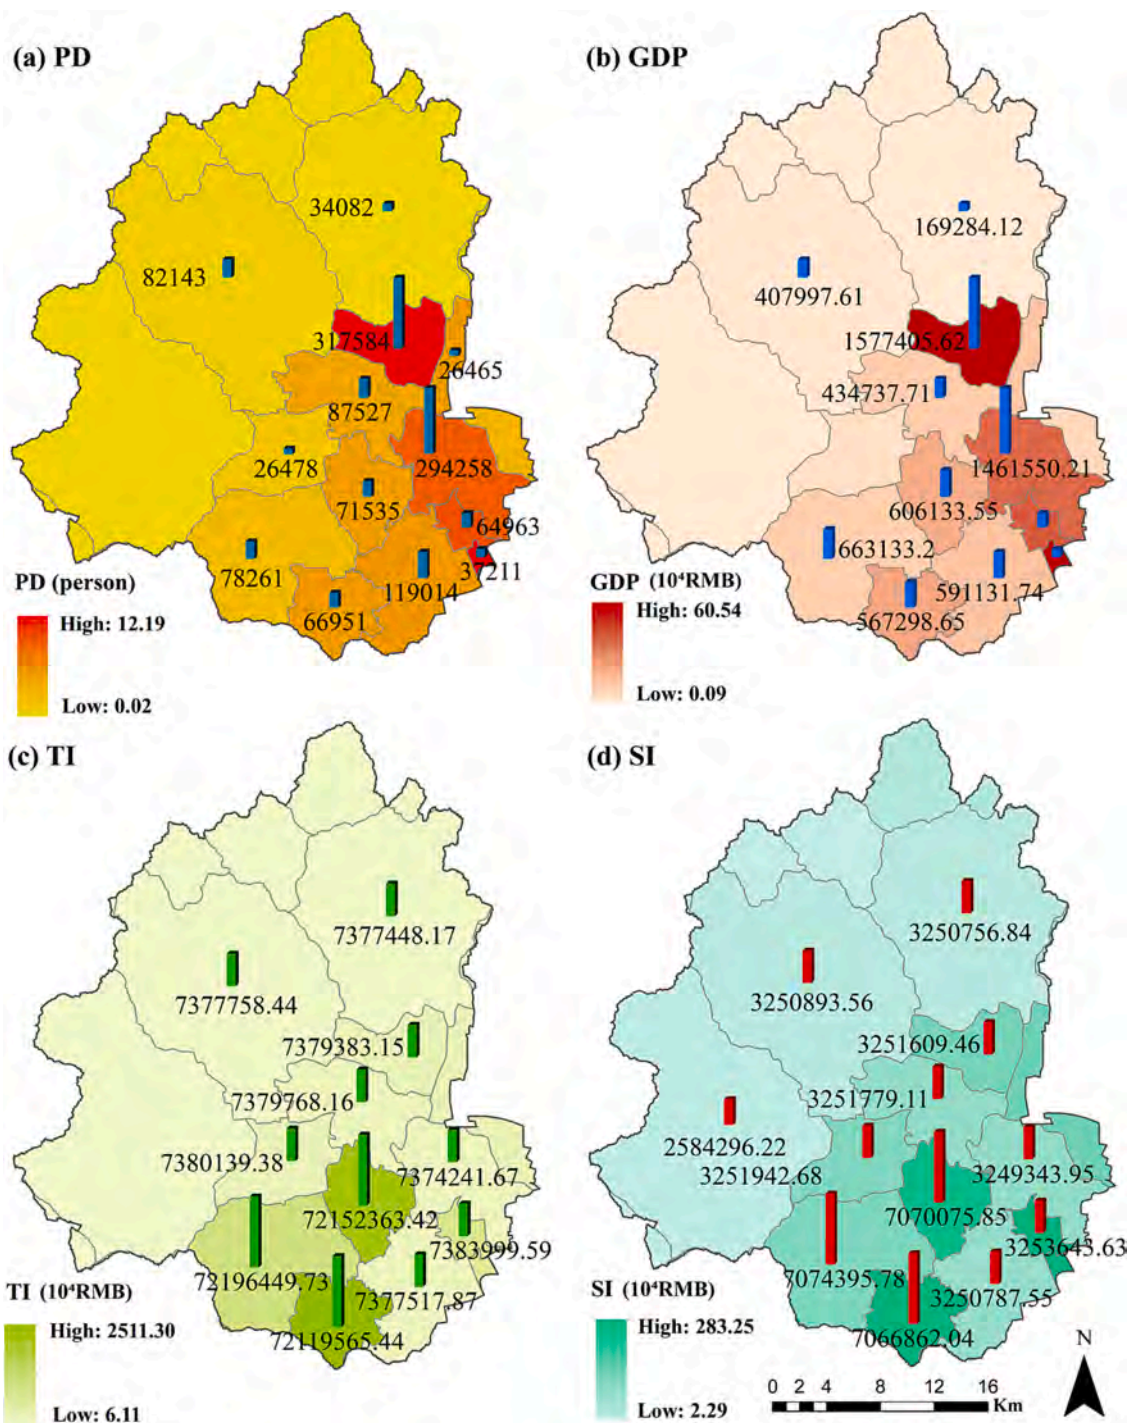 (a) PD
34082
82143
317584
26465
87527
26478
294258
71535
64963
78261
37211
119014
66951
PD (person)
High: 12.19
Low: 0.02
(b) GDP
169284.12
407997.61
1577405.62
434737.71
1461550.21
606133.55
663133.2
591131.74
567298.65
GDP (10⁴RMB)
High: 60.54
Low: 0.09
(c) TI
7377448.17
7377758.44
7379383.15
7379768.16
7380139.38
7374241.67
72152363.42
7383999.59
72196449.73
7377517.87
72119565.44
TI (10⁴RMB)
High: 2511.30
Low: 6.11
(d) SI
3250756.84
3250893.56
3251609.46
3251779.11
2584296.22
3251942.68
3249343.95
7070075.85
3253643.63
7074395.78
3250787.55
7066862.04
SI (10⁴RMB)
High: 283.25
Low: 2.29
N
0 2 4 8 12 16
Km